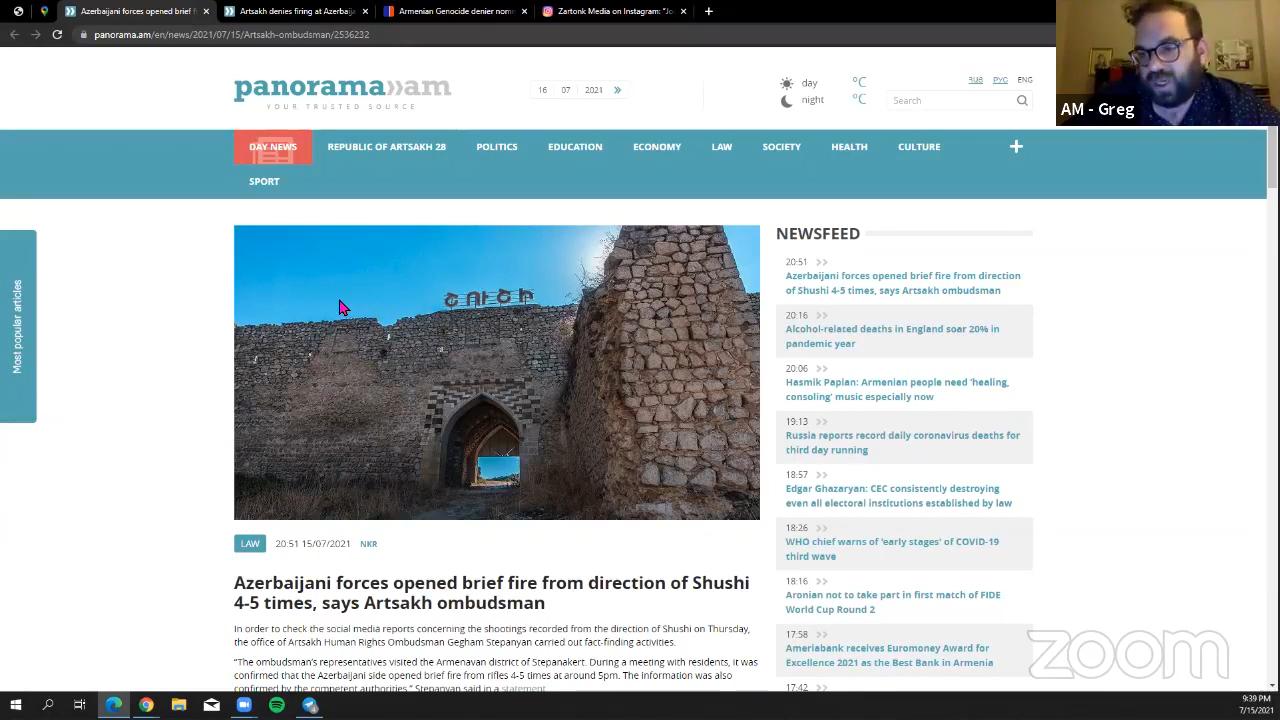 Azerbaijani forces opened brief f
Artsakh denies firing at Azerbaija
Armenian Genocide denier nomi
Zartonk Media on Instagram: "Jo
panorama.am/en/news/2021/07/15/Artsakh-ombudsman/2536232
AM - Greg
panorama»am
YOUR TRUSTED SOURCE
16 07 2021 »
day °C
night °C
ՀԱՅ РУС ENG
Search
DAY NEWS
REPUBLIC OF ARTSAKH 28
POLITICS
EDUCATION
ECONOMY
LAW
SOCIETY
HEALTH
CULTURE
SPORT
Most popular articles
ՇՈՒՇԻ
LAW
20:51 15/07/2021 NKR
Azerbaijani forces opened brief fire from direction of Shushi
4-5 times, says Artsakh ombudsman
In order to check the social media reports concerning the shootings recorded from the direction of Shushi on Thursday,
the office of Artsakh Human Rights Ombudsman Gegham Stepanyan carried out fact-finding activities.
"The ombudsman's representatives visited the Armenavan district of Stepanakert. During a meeting with residents, it was
confirmed that the Azerbaijani side opened brief fire from rifles 4-5 times at around 5pm. The information was also
confirmed by the competent authorities," Stepanyan said in a statement.
NEWSFEED
20:51
Azerbaijani forces opened brief fire from direction
of Shushi 4-5 times, says Artsakh ombudsman
20:16
Alcohol-related deaths in England soar 20% in
pandemic year
20:06
Hasmik Papian: Armenian people need 'healing,
consoling' music especially now
19:13
Russia reports record daily coronavirus deaths for
third day running
18:57
Edgar Ghazaryan: CEC consistently destroying
even all electoral institutions established by law
18:26
WHO chief warns of 'early stages' of COVID-19
third wave
18:16
Aronian not to take part in first match of FIDE
World Cup Round 2
17:58
Ameriabank receives Euromoney Award for
Excellence 2021 as the Best Bank in Armenia
17:42
zoom
9:39 PM
7/15/2021